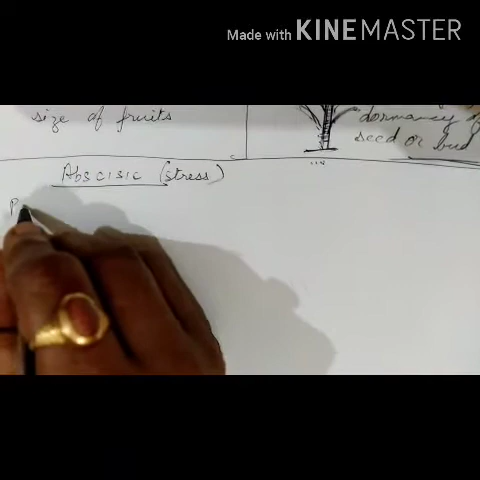 Made with KINEMASTER
size of fruits
dormancy of
seed or bud
Abscisic (stress)
P